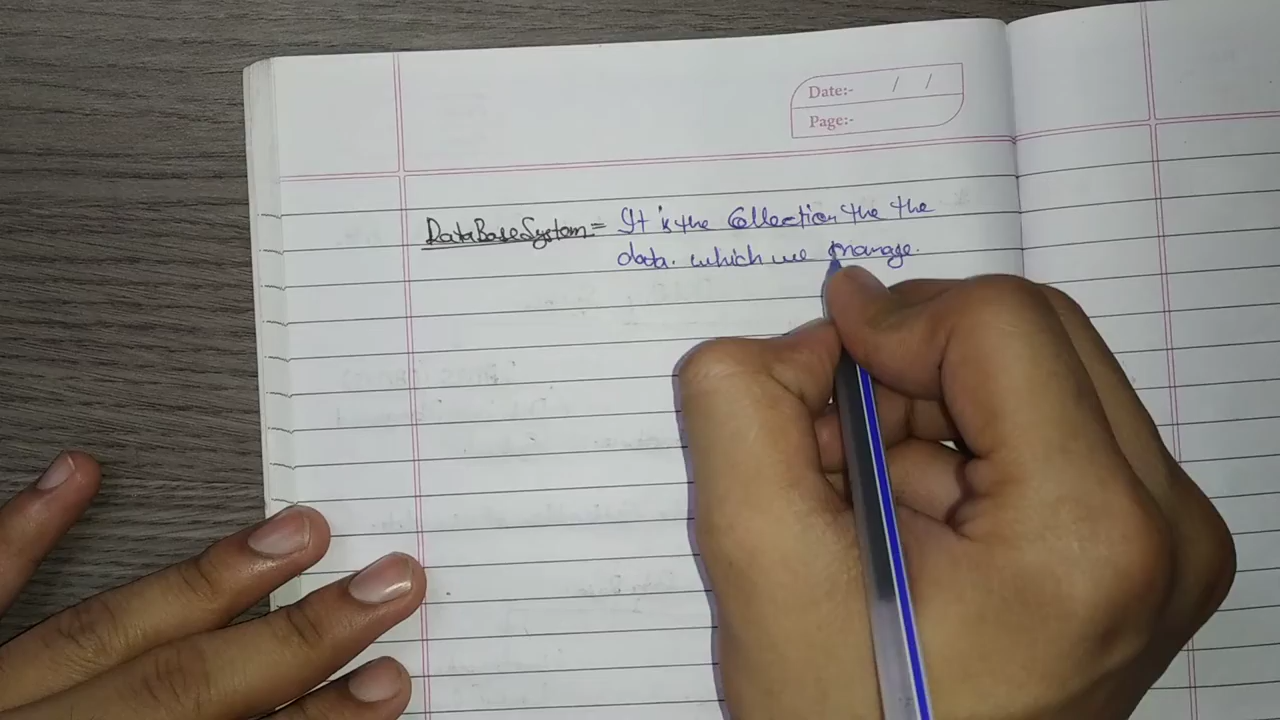 Date:- / /
Page:-
DataBaseSystem = It is the Collection the the
data. which we manage.